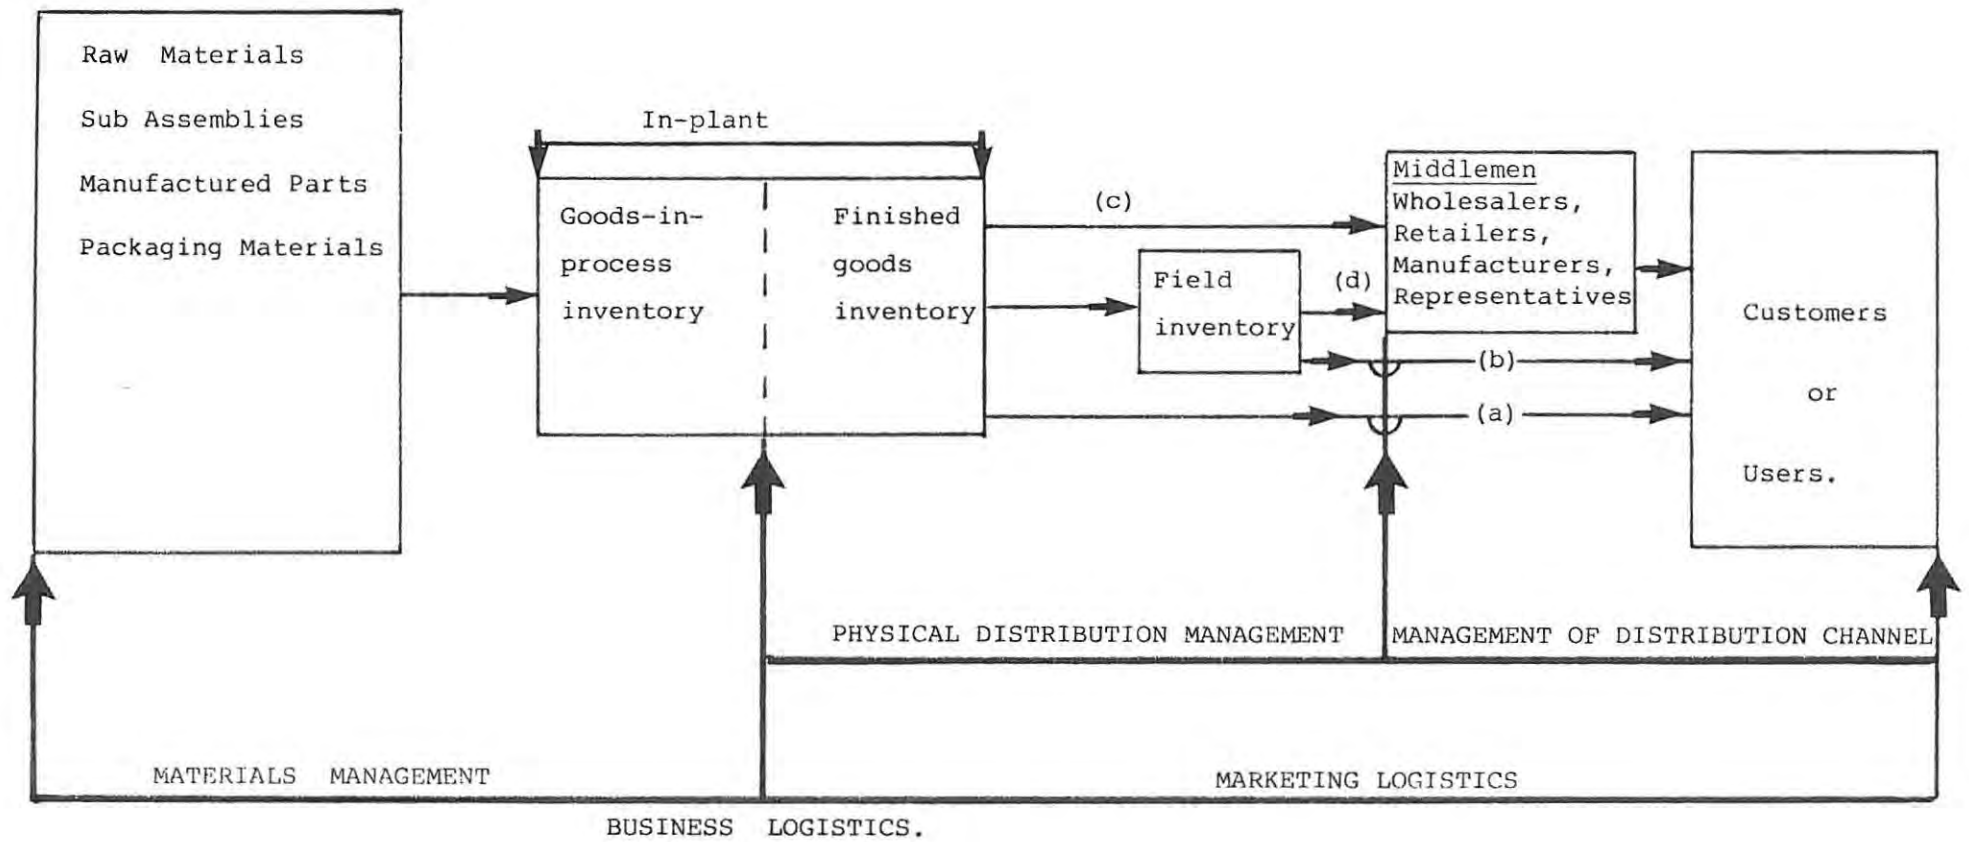 Raw Materials
Sub Assemblies
Manufactured Parts
Packaging Materials
In-plant
Goods-in-
process
inventory
Finished
goods
inventory
(c)
Field
inventory
(d)
Middlemen
Wholesalers,
Retailers,
Manufacturers,
Representatives
(b)
(a)
Customers
or
Users.
PHYSICAL DISTRIBUTION MANAGEMENT
MANAGEMENT OF DISTRIBUTION CHANNEL
MATERIALS MANAGEMENT
MARKETING LOGISTICS
BUSINESS LOGISTICS.